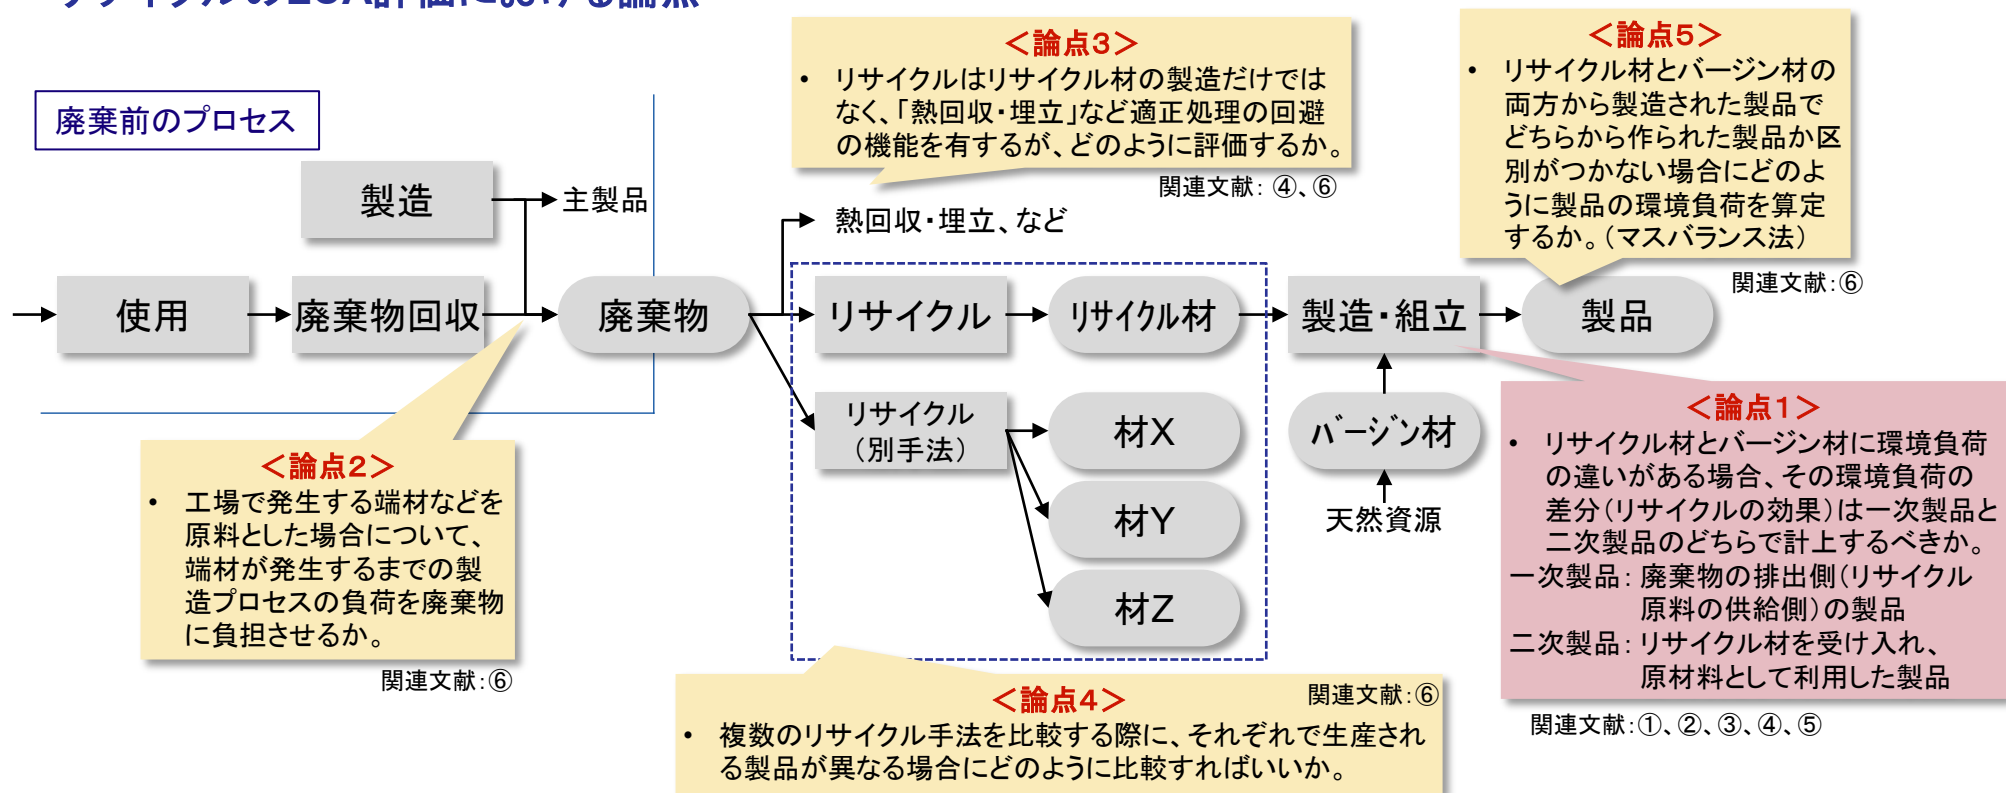 リサイクルのLCA評価における論点
<論点3>
• リサイクルはリサイクル材の製造だけでは
なく、「熱回収・埋立」など適正処理の回避
の機能を有するが、どのように評価するか。
関連文献：④、⑥
<論点5>
• リサイクル材とバージン材の
両方から製造された製品で
どちらから作られた製品か区
別がつかない場合にどのよ
うに製品の環境負荷を算定
するか。（マスバランス法）
関連文献：⑥
廃棄前のプロセス
製造
主製品
熱回収・埋立、など
使用
廃棄物回収
廃棄物
リサイクル
リサイクル材
製造・組立
製品
リサイクル
（別手法）
材X
材Y
材Z
バージン材
天然資源
<論点2>
• 工場で発生する端材などを
原料とした場合について、
端材が発生するまでの製
造プロセスの負荷を廃棄物
に負担させるか。
関連文献：⑥
<論点1>
• リサイクル材とバージン材に環境負荷
の違いがある場合、その環境負荷の
差分（リサイクルの効果）は一次製品と
二次製品のどちらで計上するべきか。
一次製品：廃棄物の排出側（リサイクル
原料の供給側）の製品
二次製品：リサイクル材を受け入れ、
原材料として利用した製品
関連文献：①、②、③、④、⑤
<論点4>
関連文献：⑥
• 複数のリサイクル手法を比較する際に、それぞれで生産され
る製品が異なる場合にどのように比較すればいいか。